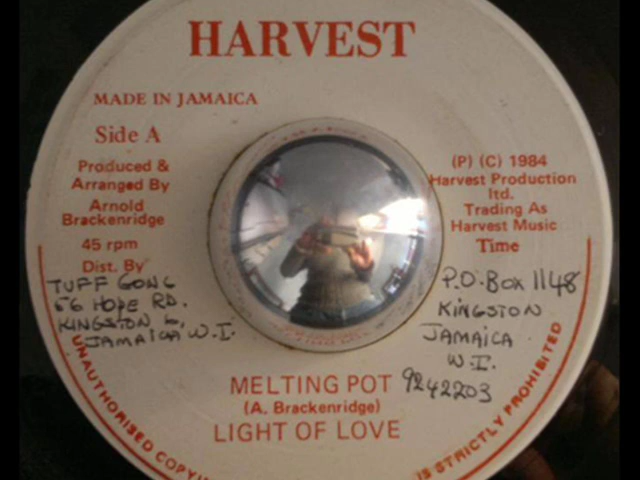 HARVEST
MADE IN JAMAICA
Side A
Produced &
Arranged By
Arnold
Brackenridge
45 rpm
Dist. By
TUFF GONG
56 HOPE RD.
KINGSTON 6,
JAMAICA W.I.
(P) (C) 1984
Harvest Production
ltd.
Trading As
Harvest Music
Time
P.O. BOX 1148
KINGSTON
JAMAICA
W.I.
9242203
MELTING POT
(A. Brackenridge)
LIGHT OF LOVE
UNAUTHORISED
IS STRICTLY PROHIBITED